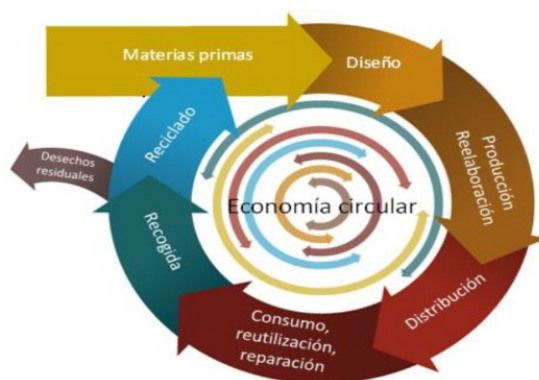 Materias primas
Diseño
Producción
Reelaboración
Distribución
Consumo,
reutilización,
reparación
Recogida
Desechos
residuales
Reciclado
Economía circular